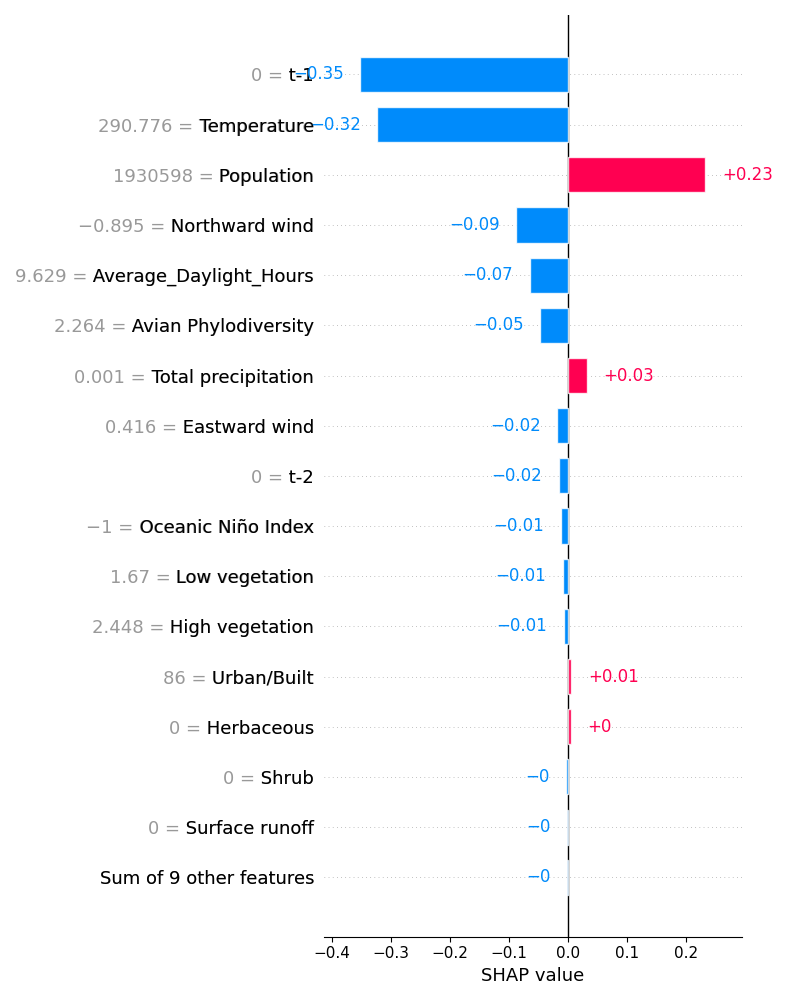 0 = t-1 −0.35
290.776 = Temperature −0.32
1930598 = Population +0.23
−0.895 = Northward wind −0.09
9.629 = Average_Daylight_Hours −0.07
2.264 = Avian Phylodiversity −0.05
0.001 = Total precipitation +0.03
0.416 = Eastward wind −0.02
0 = t-2 −0.02
−1 = Oceanic Niño Index −0.01
1.67 = Low vegetation −0.01
2.448 = High vegetation −0.01
86 = Urban/Built +0.01
0 = Herbaceous +0
0 = Shrub −0
0 = Surface runoff −0
Sum of 9 other features −0
−0.4 −0.3 −0.2 −0.1 0.0 0.1 0.2
SHAP value